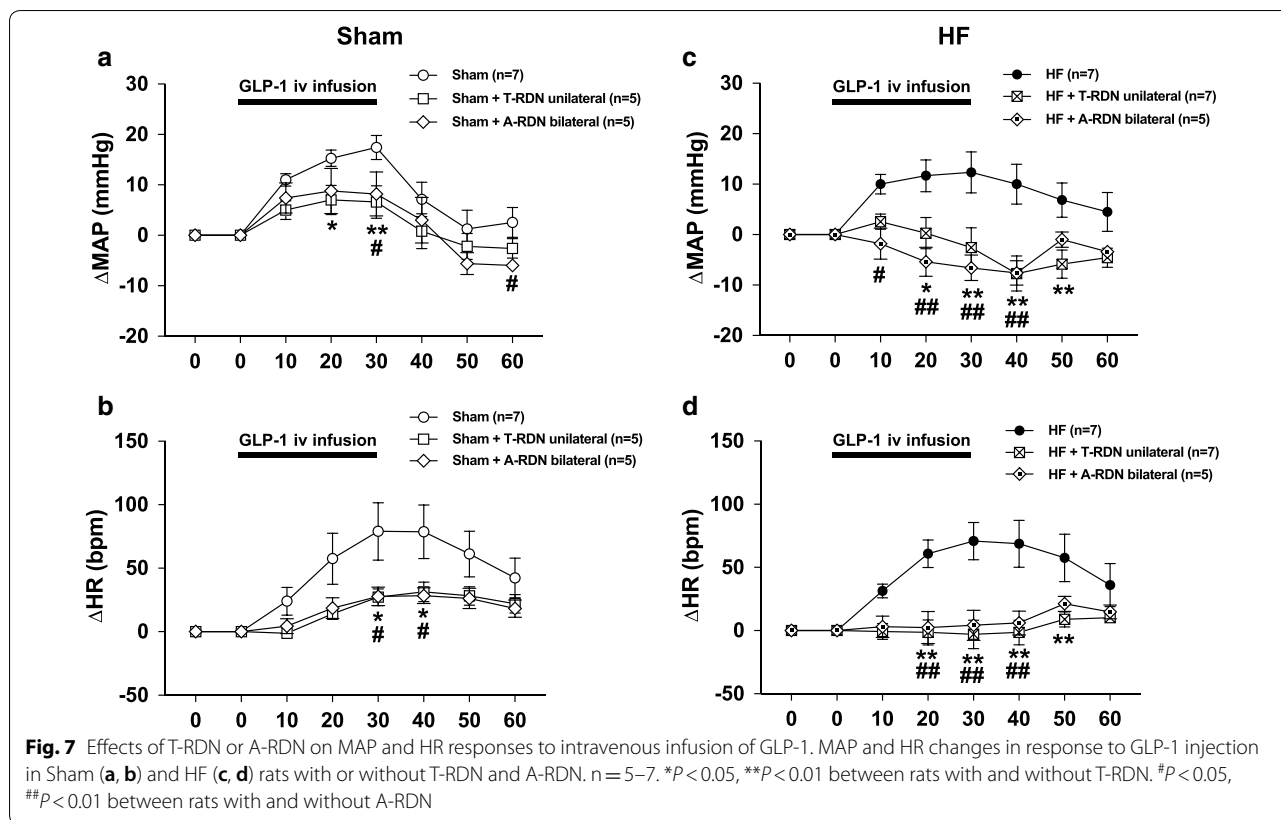 Sham
HF
a
GLP-1 iv infusion
Sham (n=7)
Sham + T-RDN unilateral (n=5)
Sham + A-RDN bilateral (n=5)
ΔMAP (mmHg)
30
20
10
0
-10
-20
*
**
#
#
0 0 10 20 30 40 50 60
c
GLP-1 iv infusion
HF (n=7)
HF + T-RDN unilateral (n=7)
HF + A-RDN bilateral (n=5)
ΔMAP (mmHg)
30
20
10
0
-10
-20
#
* ** ** **
## ## ##
0 0 10 20 30 40 50 60
b
GLP-1 iv infusion
Sham (n=7)
Sham + T-RDN unilateral (n=5)
Sham + A-RDN bilateral (n=5)
ΔHR (bpm)
150
100
50
0
-50
* *
# #
0 0 10 20 30 40 50 60
d
GLP-1 iv infusion
HF (n=7)
HF + T-RDN unilateral (n=7)
HF + A-RDN bilateral (n=5)
ΔHR (bpm)
150
100
50
0
-50
** ** ** **
## ## ##
0 0 10 20 30 40 50 60
Fig. 7 Effects of T-RDN or A-RDN on MAP and HR responses to intravenous infusion of GLP-1. MAP and HR changes in response to GLP-1 injection
in Sham (a, b) and HF (c, d) rats with or without T-RDN and A-RDN. n = 5–7. *P < 0.05, **P < 0.01 between rats with and without T-RDN. #P < 0.05,
##P < 0.01 between rats with and without A-RDN